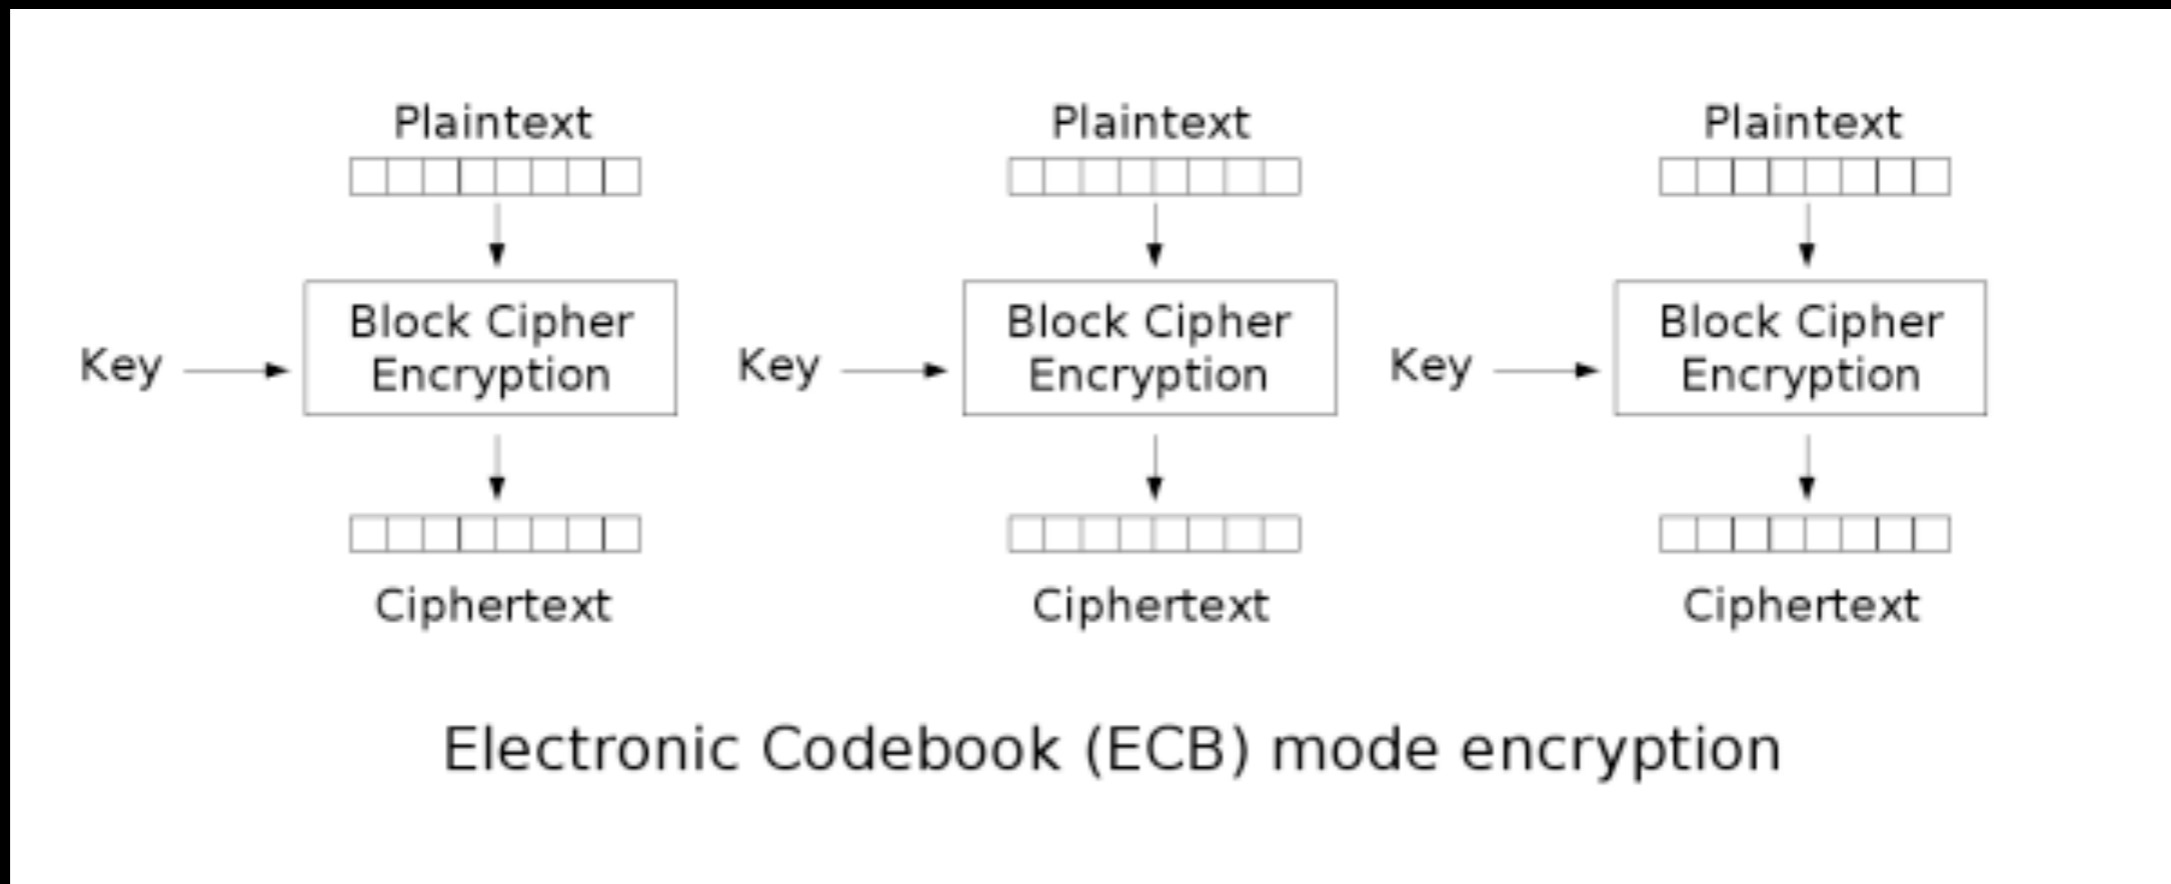 Plaintext Plaintext Plaintext
Block Cipher Block Cipher Block Cipher
Key Encryption Key Encryption Key Encryption
Ciphertext Ciphertext Ciphertext
Electronic Codebook (ECB) mode encryption